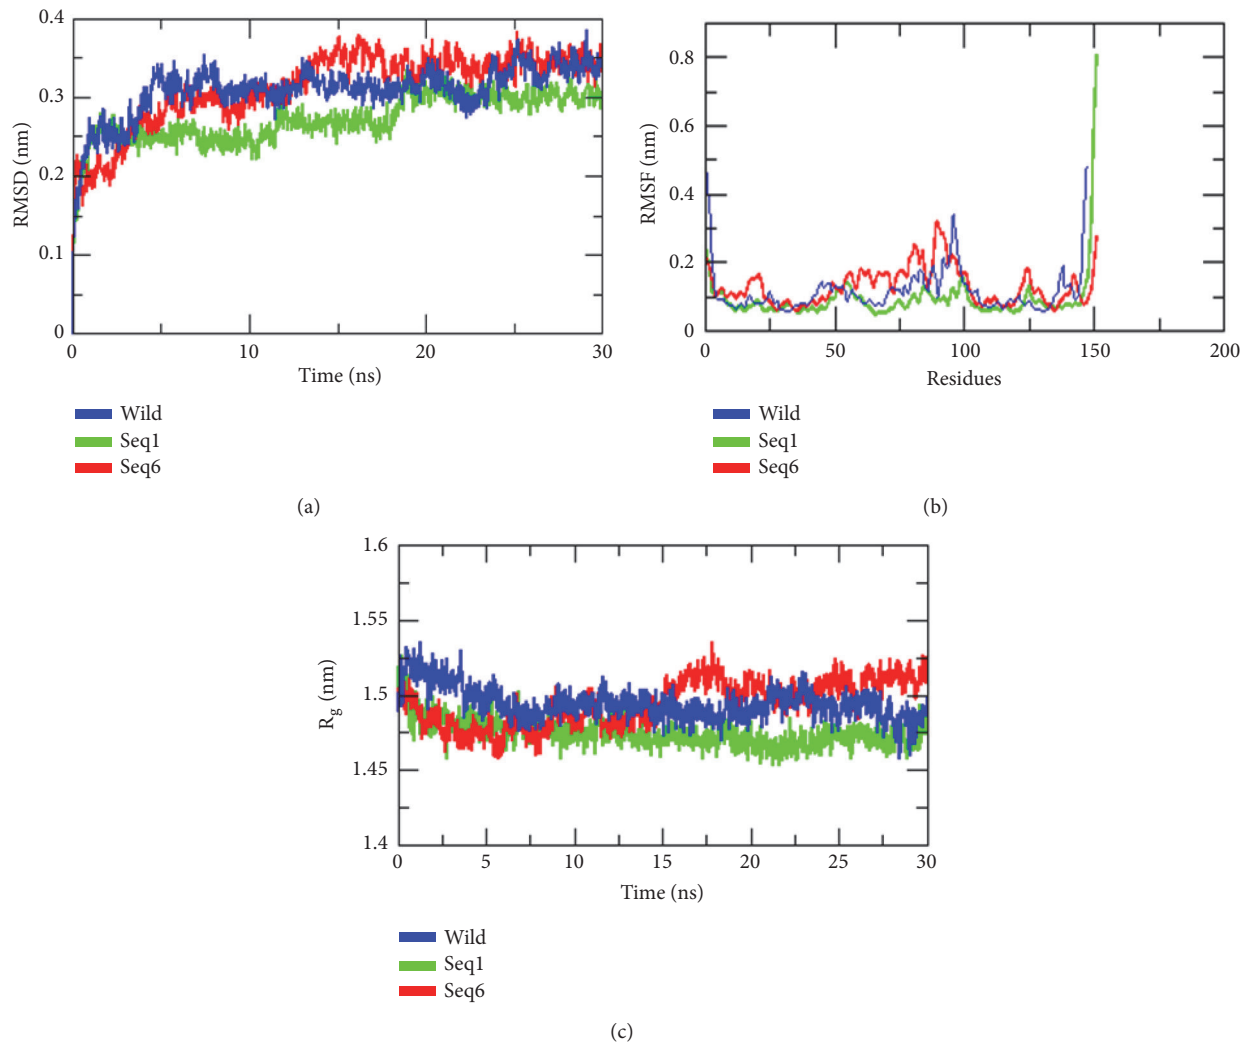 0.4
0.3
0.2
0.1
0
RMSD (nm)
0
10
20
30
Time (ns)
Wild
Seq1
Seq6
(a)
0.8
0.6
0.4
0.2
0
RMSF (nm)
0
50
100
150
200
Residues
Wild
Seq1
Seq6
(b)
1.6
1.55
1.5
1.45
1.4
Rg (nm)
0
5
10
15
20
25
30
Time (ns)
Wild
Seq1
Seq6
(c)